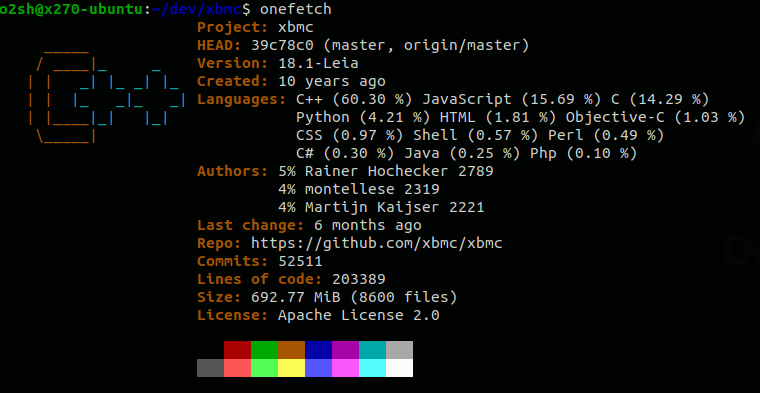 o2sh@x270-ubuntu:~/dev/xbmc$ onefetch
Project: xbmc
HEAD: 39c78c0 (master, origin/master)
Version: 18.1-Leia
Created: 10 years ago
Languages: C++ (60.30 %) JavaScript (15.69 %) C (14.29 %)
Python (4.21 %) HTML (1.81 %) Objective-C (1.03 %)
CSS (0.97 %) Shell (0.57 %) Perl (0.49 %)
C# (0.30 %) Java (0.25 %) Php (0.10 %)
Authors: 5% Rainer Hochecker 2789
4% montellese 2319
4% Martijn Kaijser 2221
Last change: 6 months ago
Repo: https://github.com/xbmc/xbmc
Commits: 52511
Lines of code: 203389
Size: 692.77 MiB (8600 files)
License: Apache License 2.0